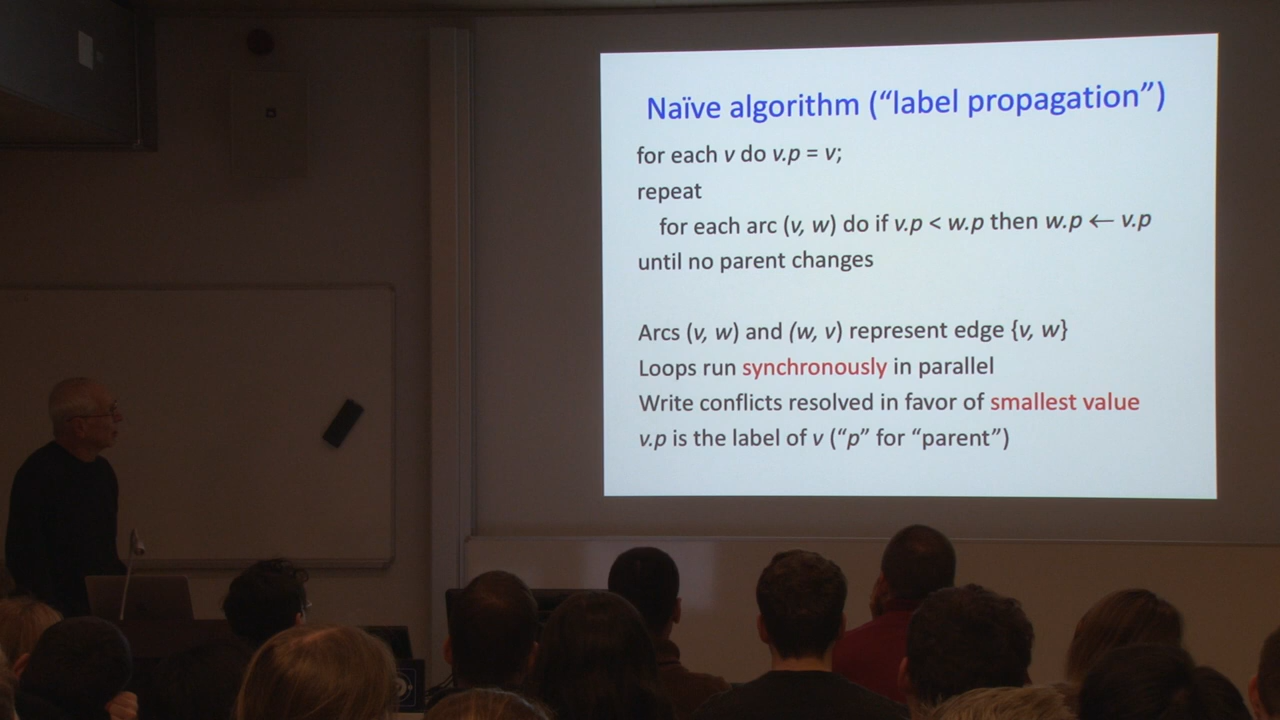 Naïve algorithm (“label propagation”)
for each v do v.p = v;
repeat
for each arc (v, w) do if v.p < w.p then w.p ← v.p
until no parent changes
Arcs (v, w) and (w, v) represent edge {v, w}
Loops run synchronously in parallel
Write conflicts resolved in favor of smallest value
v.p is the label of v (“p” for “parent”)